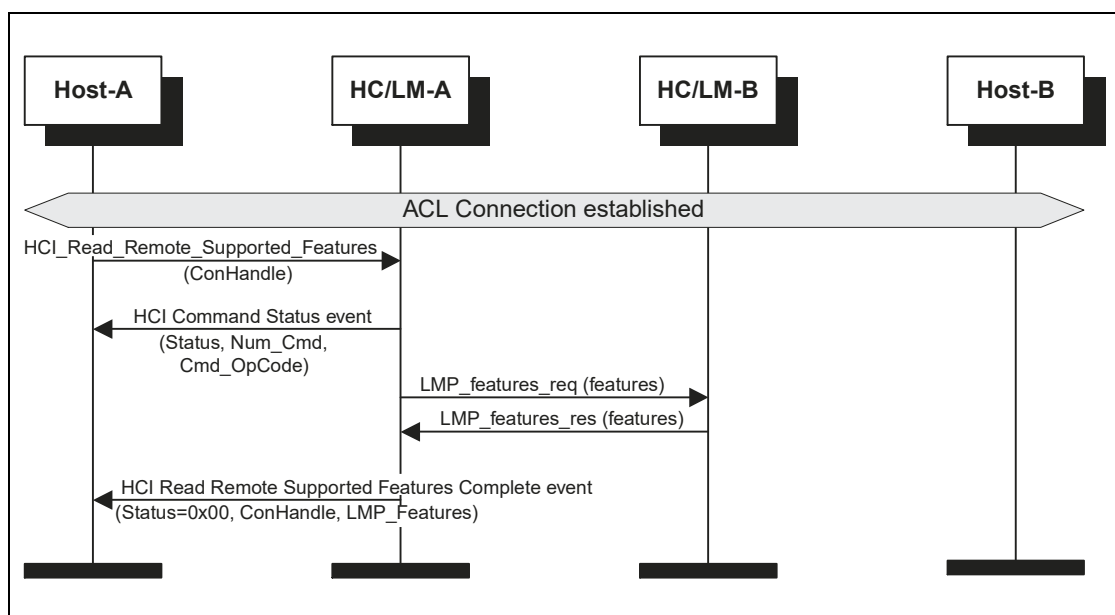 Host-A
HC/LM-A
HC/LM-B
Host-B
ACL Connection established
HCI_Read_Remote_Supported_Features
(ConHandle)
HCI Command Status event
(Status, Num_Cmd,
Cmd_OpCode)
LMP_features_req (features)
LMP_features_res (features)
HCI Read Remote Supported Features Complete event
(Status=0x00, ConHandle, LMP_Features)